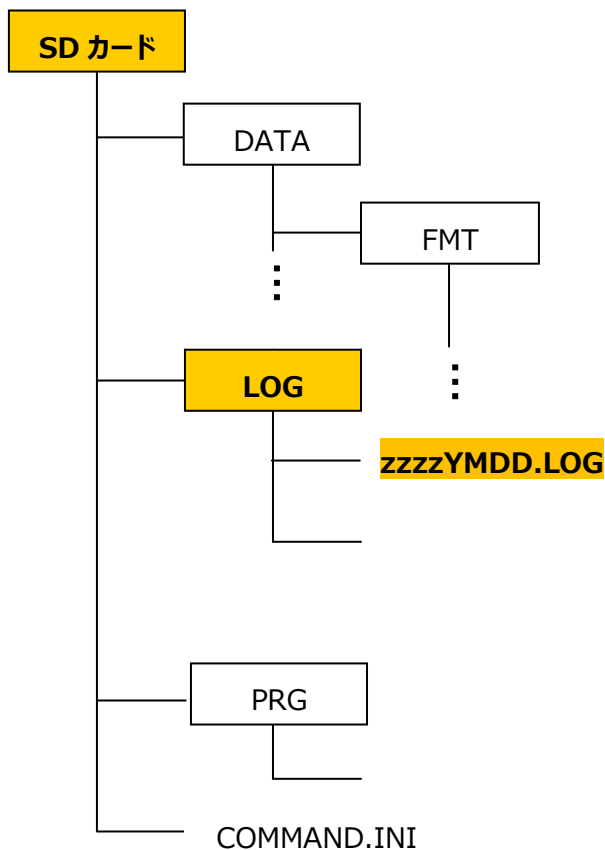 SD カード
DATA
FMT
LOG
zzzzYMDD.LOG
PRG
COMMAND.INI